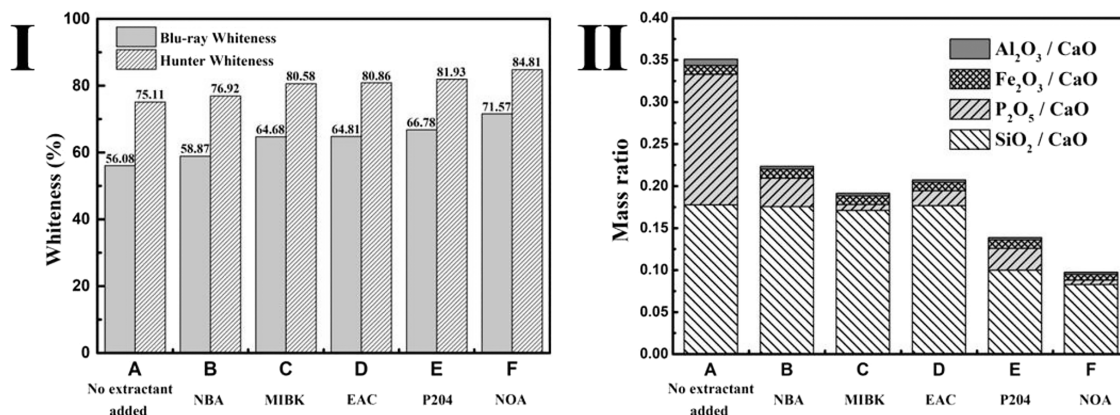 I
100
80
60
40
20
0
Whiteness (%)
Blu-ray Whiteness
Hunter Whiteness
56.08
75.11
58.87
76.92
64.68
80.58
64.81
80.86
66.78
81.93
71.57
84.81
A B C D E F
No extractant added NBA MIBK EAC P204 NOA
II
0.40
0.35
0.30
0.25
0.20
0.15
0.10
0.05
0.00
Mass ratio
Al₂O₃ / CaO
Fe₂O₃ / CaO
P₂O₅ / CaO
SiO₂ / CaO
A B C D E F
No extractant added NBA MIBK EAC P204 NOA